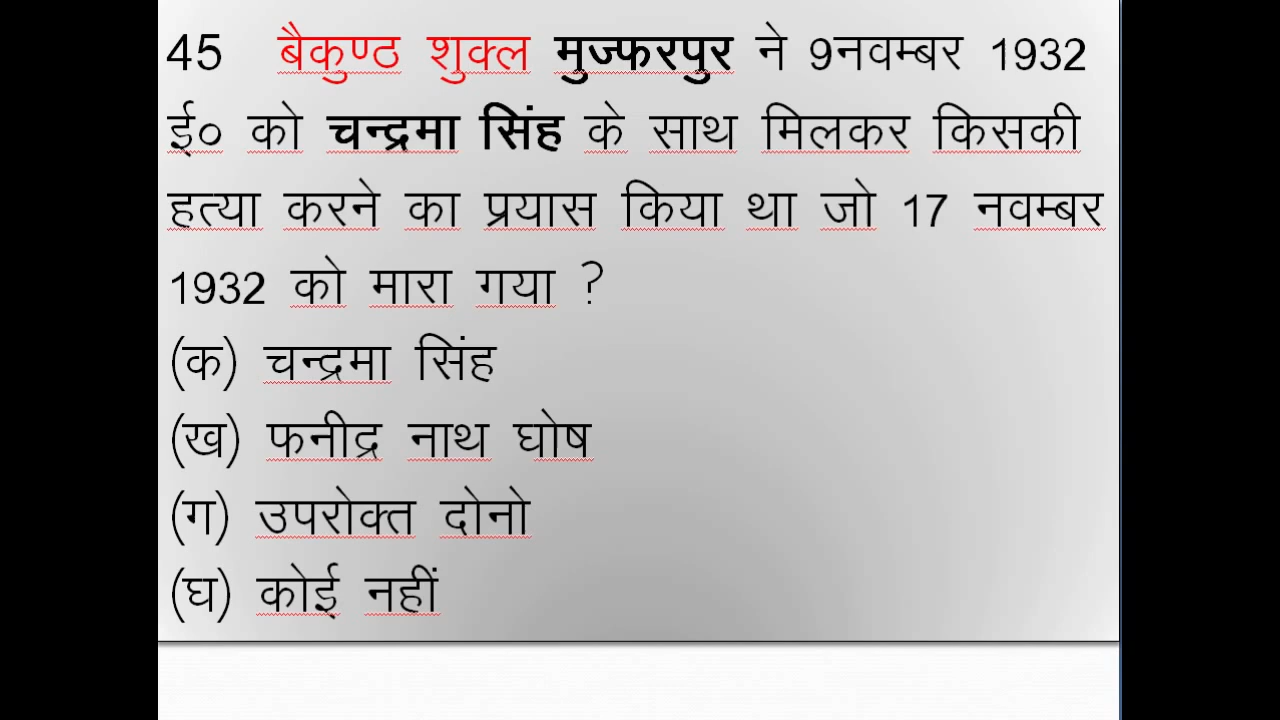 45 बैकुण्ठ शुक्ल मुज्फरपुर ने 9नवम्बर 1932
ई० को चन्द्रमा सिंह के साथ मिलकर किसकी
हत्या करने का प्रयास किया था जो 17 नवम्बर
1932 को मारा गया ?
(क) चन्द्रमा सिंह
(ख) फनीद्र नाथ घोष
(ग) उपरोक्त दोनो
(घ) कोई नहीं